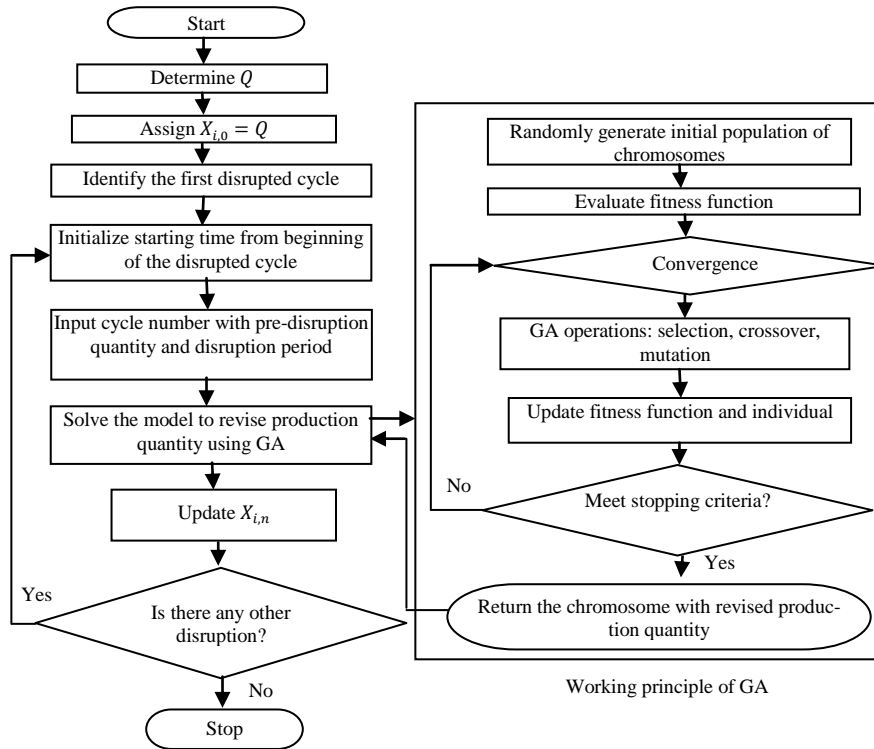 Start
Determine Q
Assign X_{i,0} = Q
Identify the first disrupted cycle
Initialize starting time from beginning
of the disrupted cycle
Input cycle number with pre-disruption
quantity and disruption period
Solve the model to revise production
quantity using GA
Update X_{i,n}
Yes
Is there any other
disruption?
No
Stop
Randomly generate initial population of
chromosomes
Evaluate fitness function
Convergence
GA operations: selection, crossover,
mutation
Update fitness function and individual
No
Meet stopping criteria?
Yes
Return the chromosome with revised produc-
tion quantity
Working principle of GA